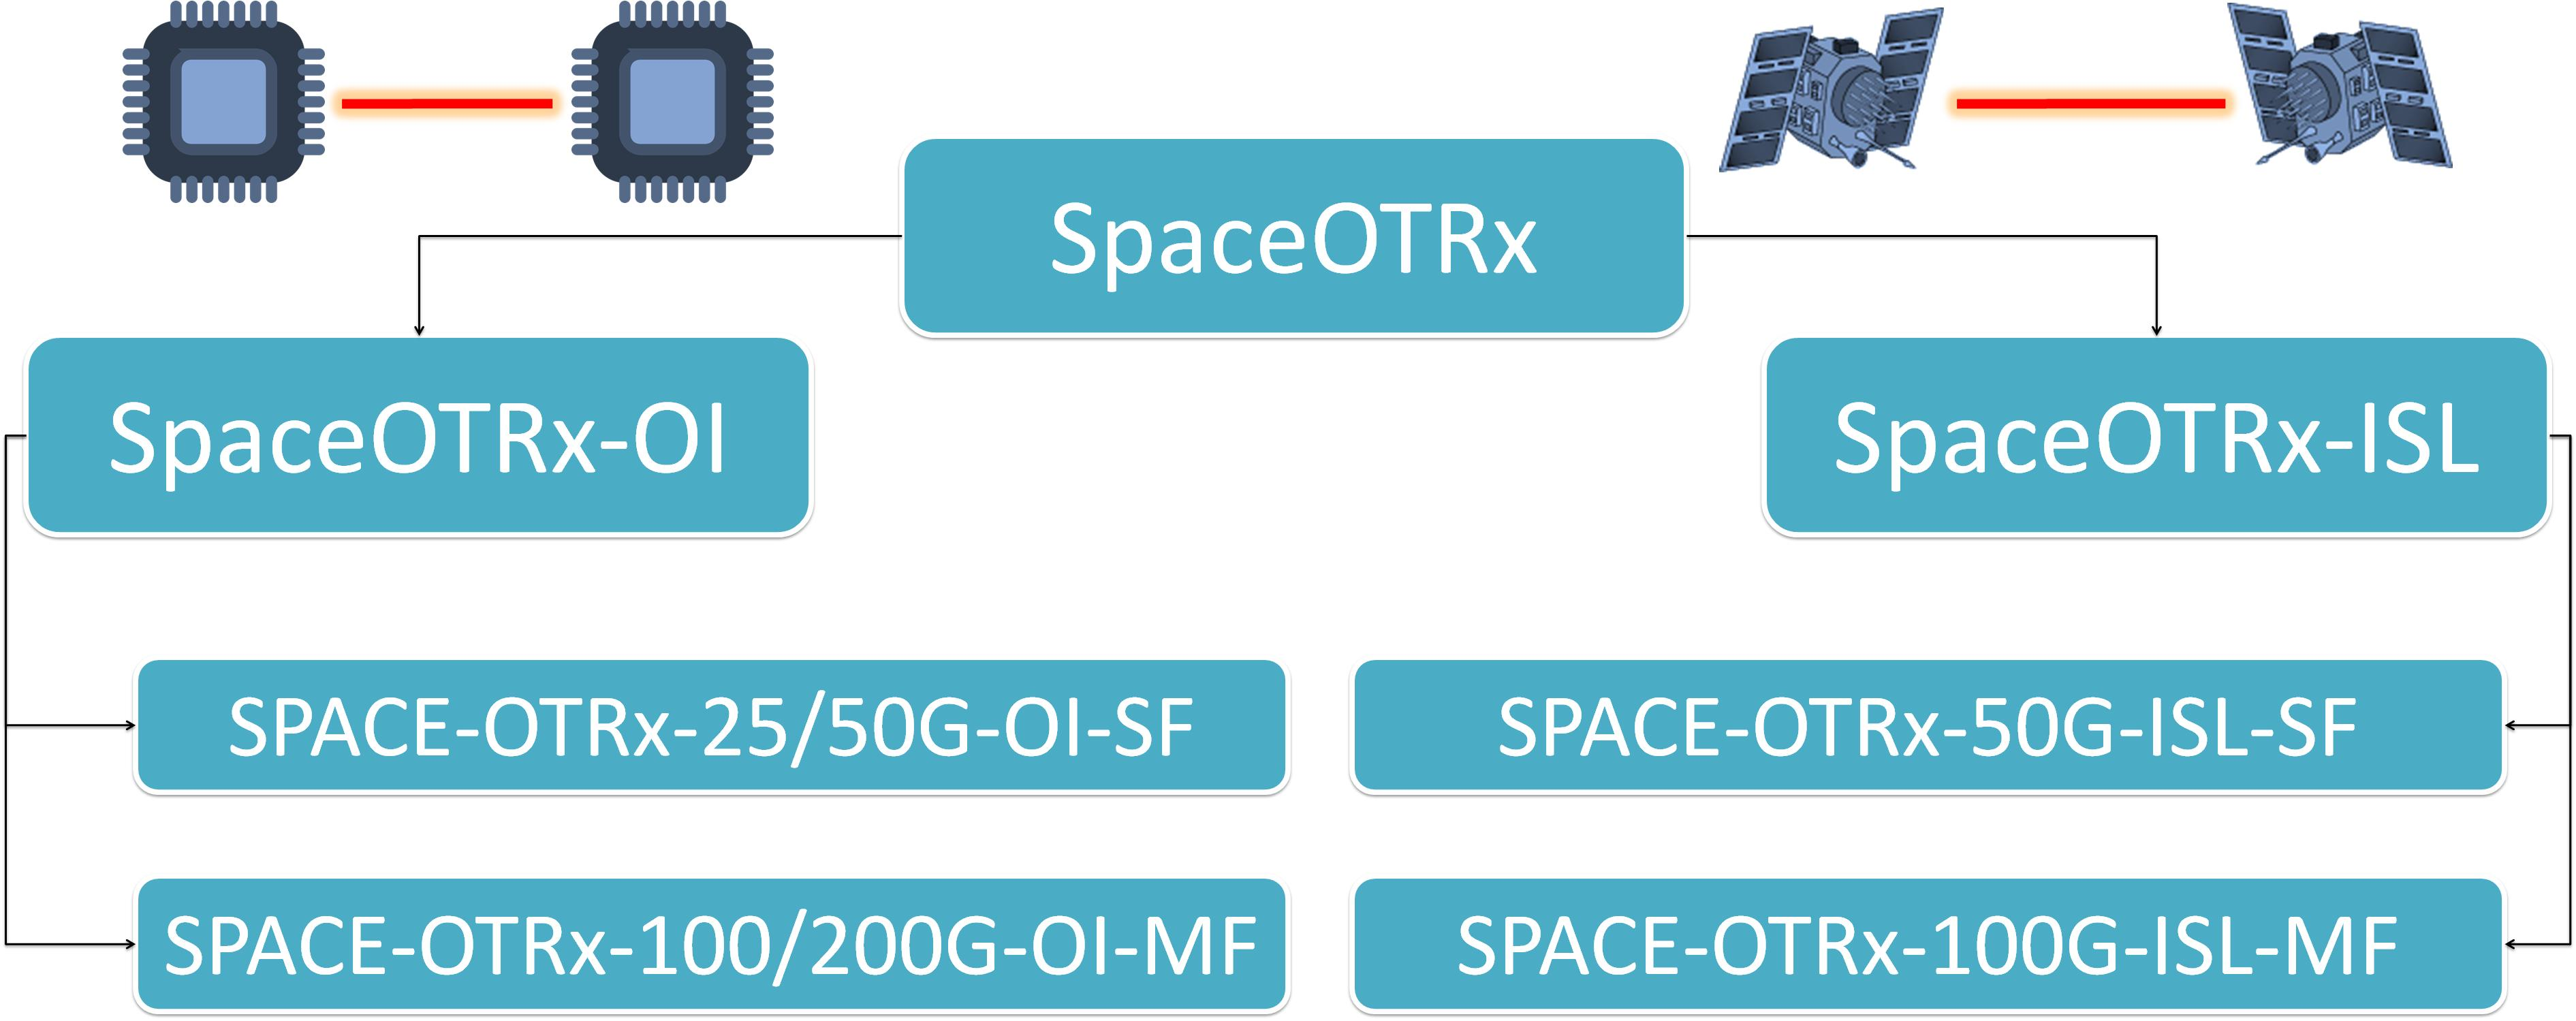 SpaceOTRx
SpaceOTRx-OI
SpaceOTRx-ISL
SPACE-OTRx-25/50G-OI-SF
SPACE-OTRx-50G-ISL-SF
SPACE-OTRx-100/200G-OI-MF
SPACE-OTRx-100G-ISL-MF